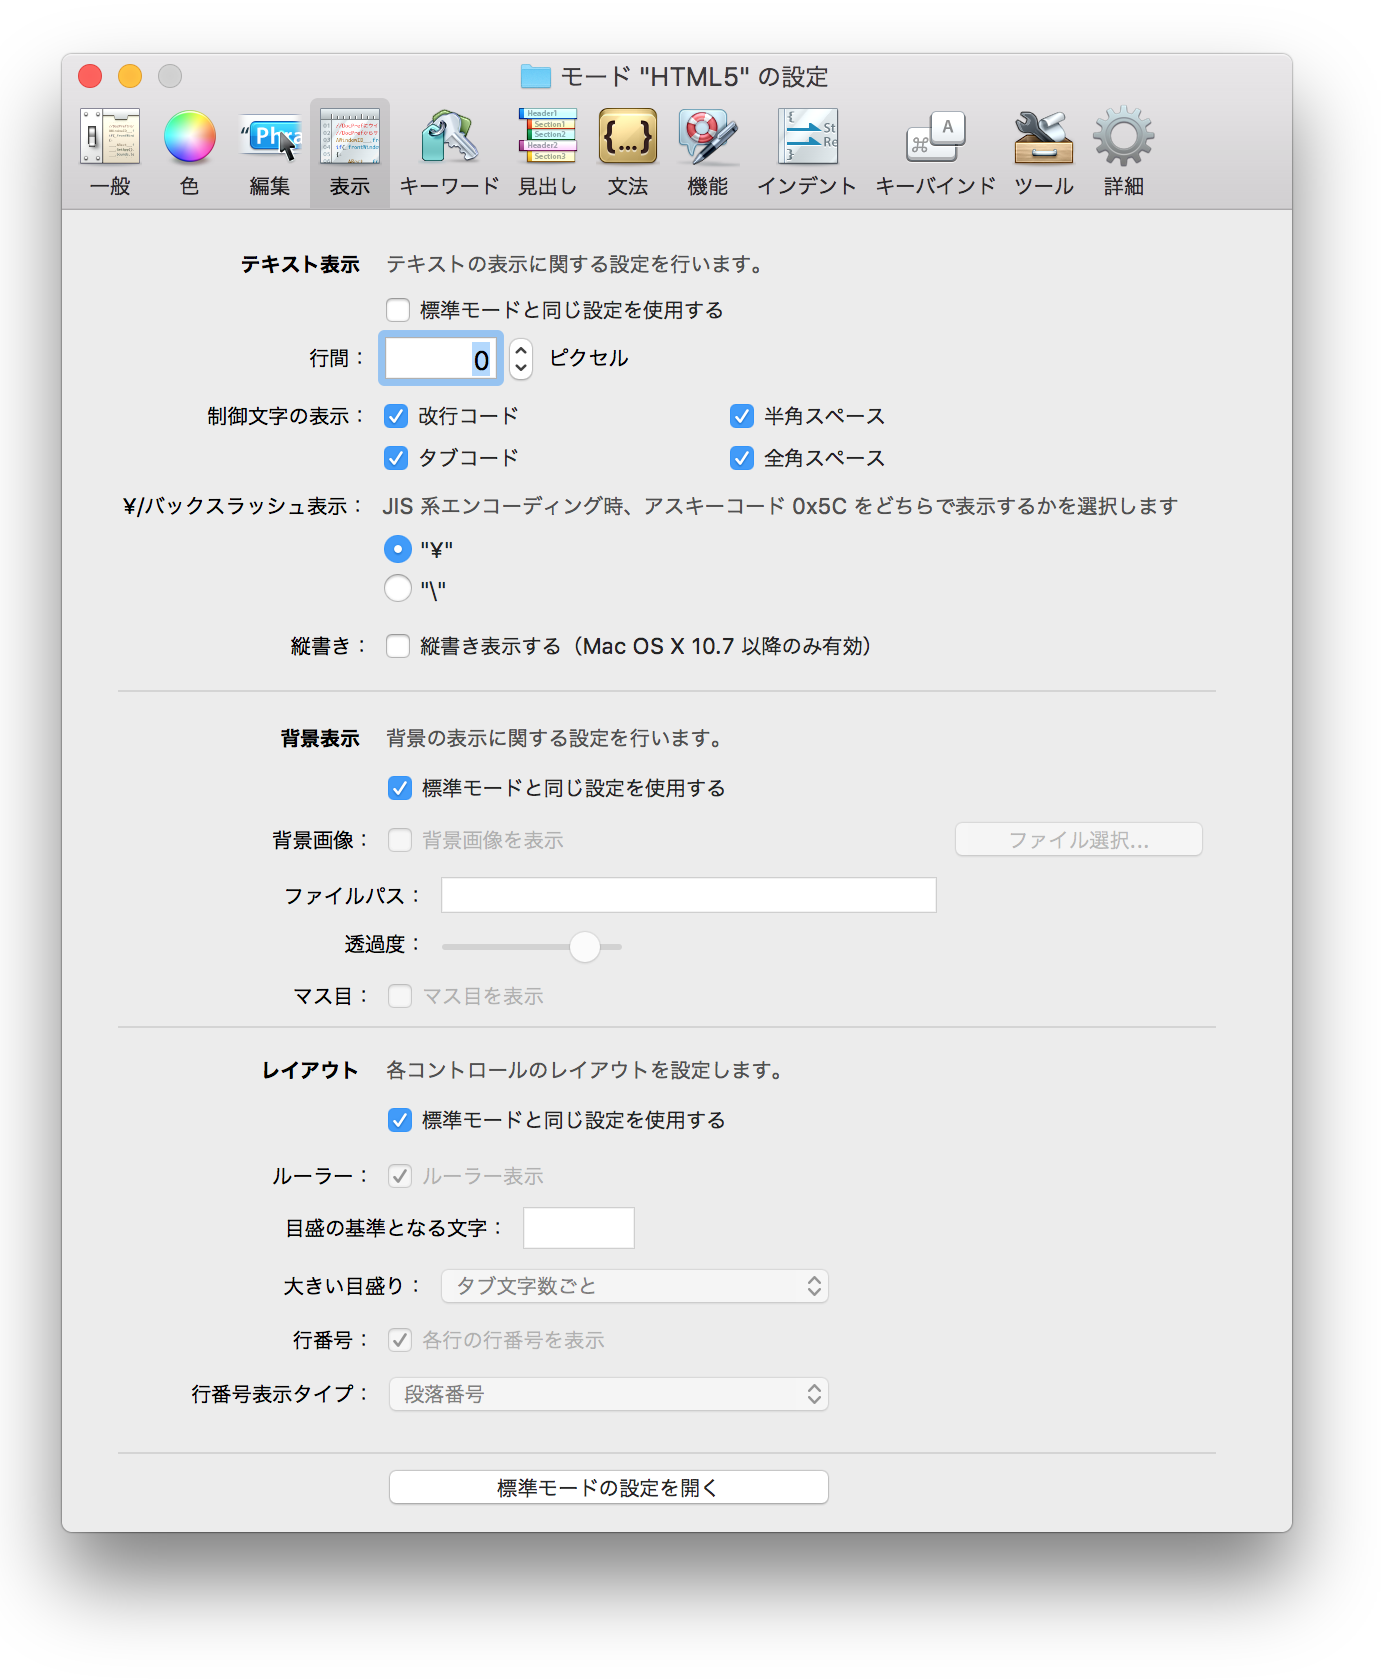 モード "HTML5" の設定
一般 色 編集 表示 キーワード 見出し 文法 機能 インデント キーバインド ツール 詳細
“Phra
Header1
Section1
Section2
Header2
Section3
{...}
St
Re
⌘ A
テキスト表示 テキストの表示に関する設定を行います。
標準モードと同じ設定を使用する
行間： 0 ピクセル
制御文字の表示： 改行コード 半角スペース
タブコード 全角スペース
¥/バックスラッシュ表示： JIS 系エンコーディング時、アスキーコード 0x5C をどちらで表示するかを選択します
"¥"
"\"
縦書き： 縦書き表示する（Mac OS X 10.7 以降のみ有効）
背景表示 背景の表示に関する設定を行います。
標準モードと同じ設定を使用する
背景画像： 背景画像を表示 ファイル選択...
ファイルパス：
透過度：
マス目： マス目を表示
レイアウト 各コントロールのレイアウトを設定します。
標準モードと同じ設定を使用する
ルーラー： ルーラー表示
目盛の基準となる文字：
大きい目盛り： タブ文字数ごと
行番号： 各行の行番号を表示
行番号表示タイプ： 段落番号
標準モードの設定を開く